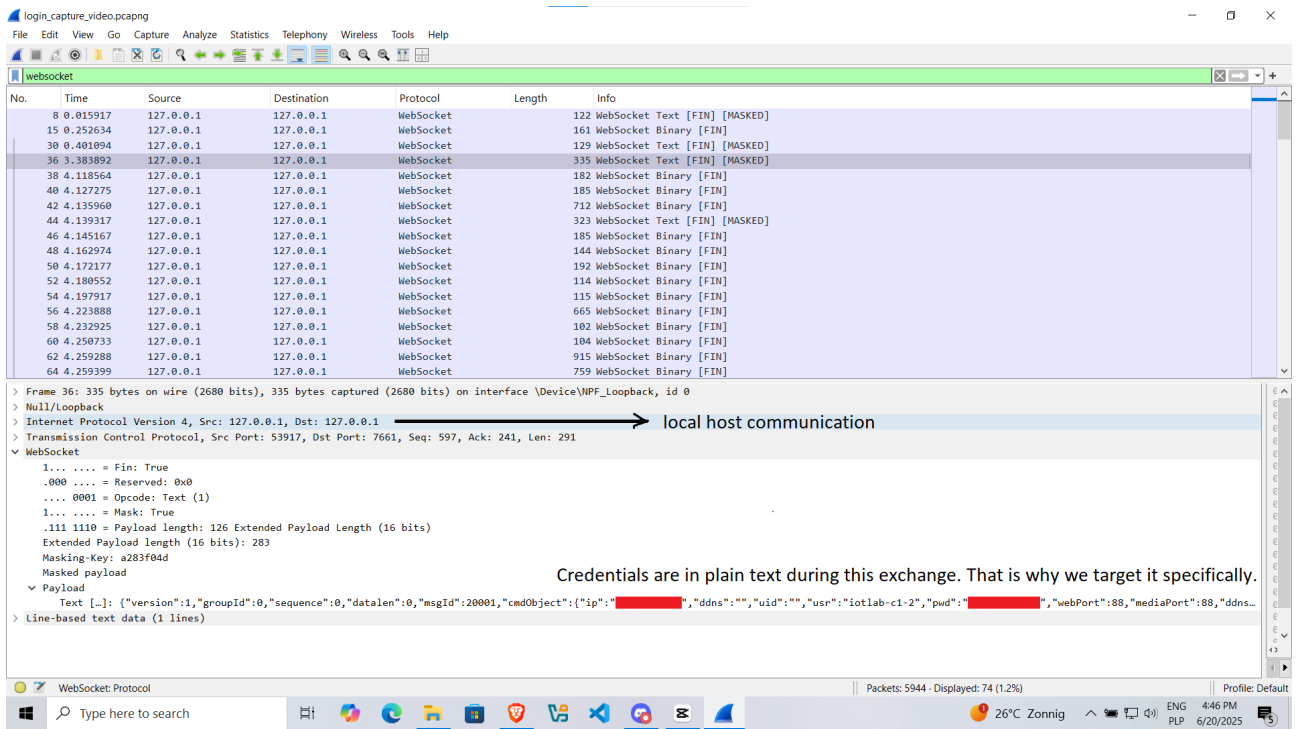 login_capture_video.pcapng
File Edit View Go Capture Analyze Statistics Telephony Wireless Tools Help
websocket
No. Time Source Destination Protocol Length Info
8 0.015917 127.0.0.1 127.0.0.1 WebSocket 122 WebSocket Text [FIN] [MASKED]
15 0.252634 127.0.0.1 127.0.0.1 WebSocket 161 WebSocket Binary [FIN]
30 0.401094 127.0.0.1 127.0.0.1 WebSocket 129 WebSocket Text [FIN] [MASKED]
36 3.383892 127.0.0.1 127.0.0.1 WebSocket 335 WebSocket Text [FIN] [MASKED]
38 4.118564 127.0.0.1 127.0.0.1 WebSocket 182 WebSocket Binary [FIN]
40 4.127275 127.0.0.1 127.0.0.1 WebSocket 185 WebSocket Binary [FIN]
42 4.135960 127.0.0.1 127.0.0.1 WebSocket 712 WebSocket Binary [FIN]
44 4.139317 127.0.0.1 127.0.0.1 WebSocket 323 WebSocket Text [FIN] [MASKED]
46 4.145167 127.0.0.1 127.0.0.1 WebSocket 185 WebSocket Binary [FIN]
48 4.162974 127.0.0.1 127.0.0.1 WebSocket 144 WebSocket Binary [FIN]
50 4.172177 127.0.0.1 127.0.0.1 WebSocket 192 WebSocket Binary [FIN]
52 4.180552 127.0.0.1 127.0.0.1 WebSocket 114 WebSocket Binary [FIN]
54 4.197917 127.0.0.1 127.0.0.1 WebSocket 115 WebSocket Binary [FIN]
56 4.223888 127.0.0.1 127.0.0.1 WebSocket 665 WebSocket Binary [FIN]
58 4.232925 127.0.0.1 127.0.0.1 WebSocket 102 WebSocket Binary [FIN]
60 4.250733 127.0.0.1 127.0.0.1 WebSocket 104 WebSocket Binary [FIN]
62 4.259288 127.0.0.1 127.0.0.1 WebSocket 915 WebSocket Binary [FIN]
64 4.259399 127.0.0.1 127.0.0.1 WebSocket 759 WebSocket Binary [FIN]
Frame 36: 335 bytes on wire (2680 bits), 335 bytes captured (2680 bits) on interface \Device\NPF_Loopback, id 0
Null/Loopback
Internet Protocol Version 4, Src: 127.0.0.1, Dst: 127.0.0.1 local host communication
Transmission Control Protocol, Src Port: 53917, Dst Port: 7661, Seq: 597, Ack: 241, Len: 291
WebSocket
1... .... = Fin: True
.000 .... = Reserved: 0x0
.... 0001 = Opcode: Text (1)
1... .... = Mask: True
.111 1110 = Payload length: 126 Extended Payload Length (16 bits)
Extended Payload length (16 bits): 283
Masking-Key: a283f04d
Masked payload
Credentials are in plain text during this exchange. That is why we target it specifically.
Payload
Text […]: {"version":1,"groupId":0,"sequence":0,"datalen":0,"msgId":20001,"cmdObject":{"ip":" ","ddns":"","uid":"","usr":"iotlab-c1-2","pwd":" ","webPort":88,"mediaPort":88,"ddns…
Line-based text data (1 lines)
WebSocket: Protocol Packets: 5944 · Displayed: 74 (1.2%) Profile: Default
Type here to search 1 26°C Zonnig ENG PLP 4:46 PM 6/20/2025 5